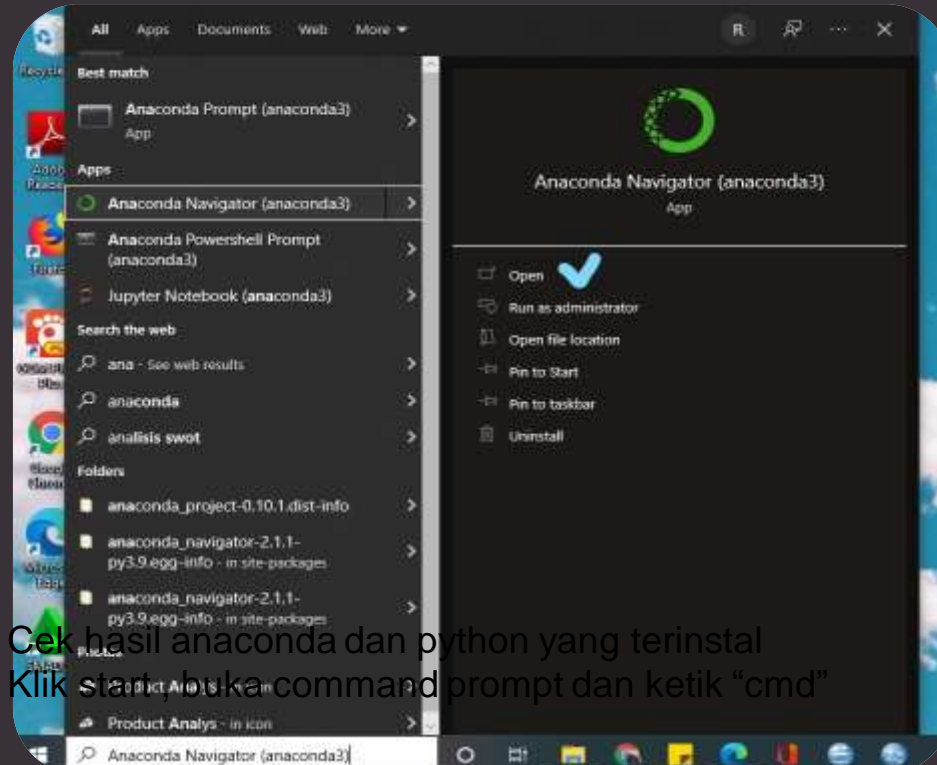 All Apps Documents Web More R
Best match
Anaconda Prompt (anaconda3)
App
Apps
Anaconda Navigator (anaconda3)
Anaconda Powershell Prompt
(anaconda3)
Jupyter Notebook (anaconda3)
Search the web
ana - See web results
anaconda
analisis swot
Folders
anaconda_project-0.10.1.dist-info
anaconda_navigator-2.1.1-
py3.9.egg-info - in site-packages
anaconda_navigator-2.1.1-
py3.9.egg-info - in site-packages
Photos
Product Analys - in icon
Product Analys - in icon
Anaconda Navigator (anaconda3)
Anaconda Navigator (anaconda3)
App
Open
Run as administrator
Open file location
Pin to Start
Pin to taskbar
Uninstall
Cek hasil anaconda dan python yang terinstal
Klik start , buka command prompt dan ketik “cmd”